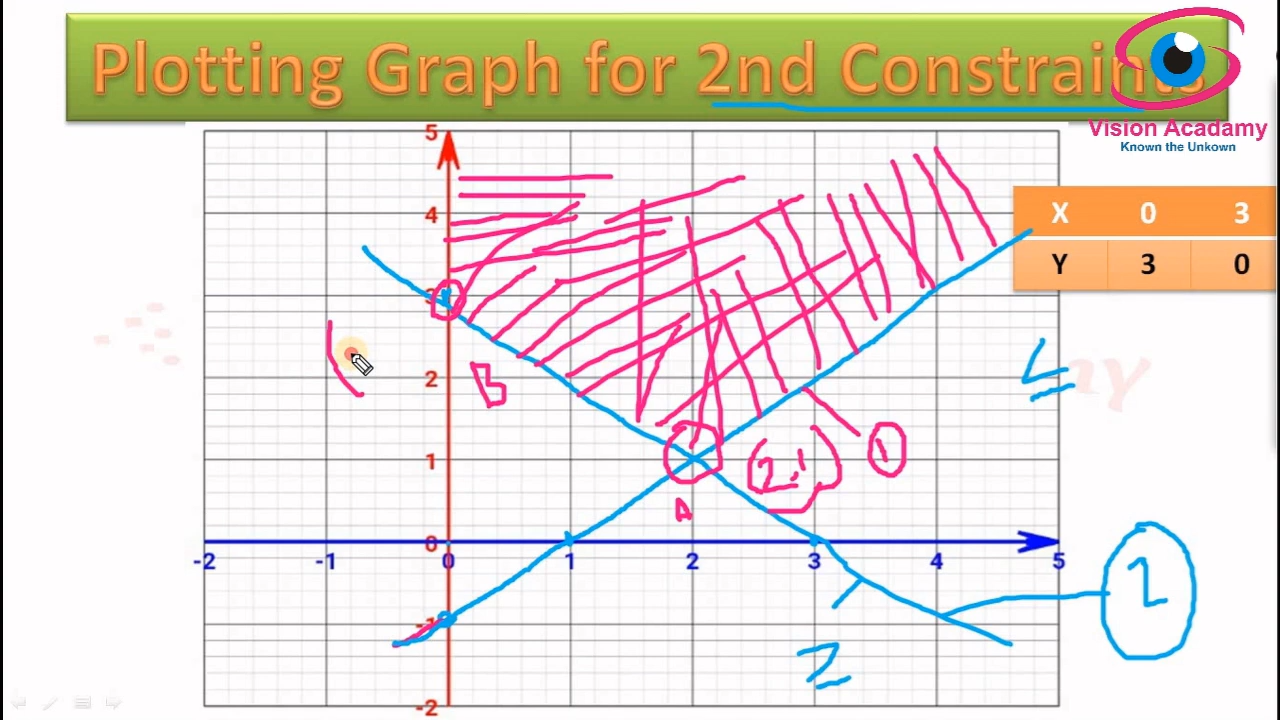 Plotting Graph for 2nd Constraints
Vision Acadamy
Known the Unkown
X 0 3
Y 3 0
5
4
3
2
1
0
-1
-2
-2 -1 0 1 2 3 4 5
B
A
(2,1)
1
2
2